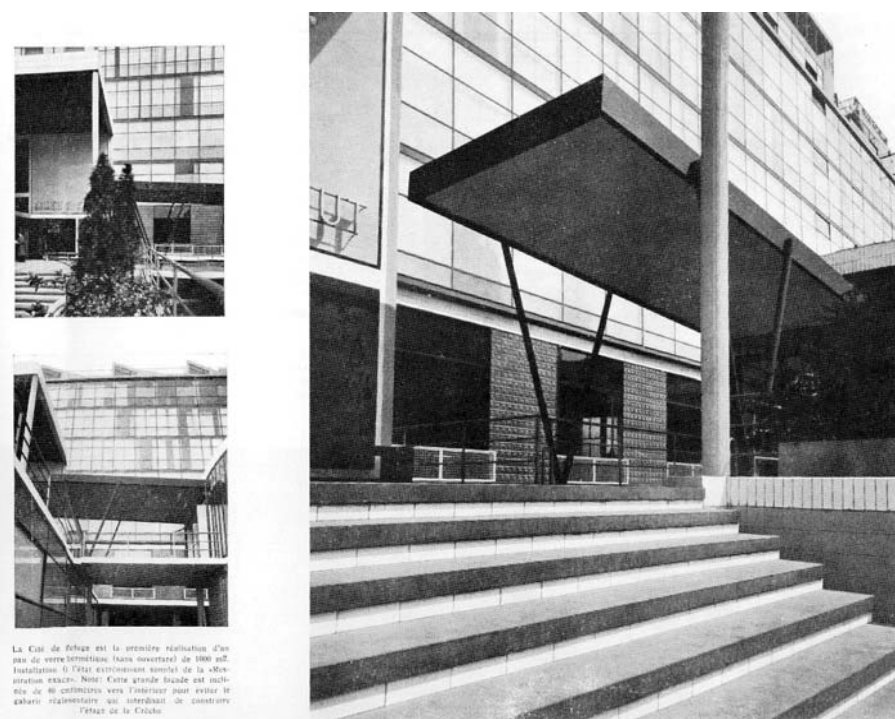 La Cité de Refuge est la première réalisation d'un
pan de verre hermétique (sans ouverture) de 1000 m².
Installation (à l'état extrêmement simple) de la «Res-
piration exacte». Note: Cette grande façade est incli-
née de 40 centimètres vers l'intérieur pour éviter le
gabarit réglementaire qui interdisait de construire
l'étage de la Crèche